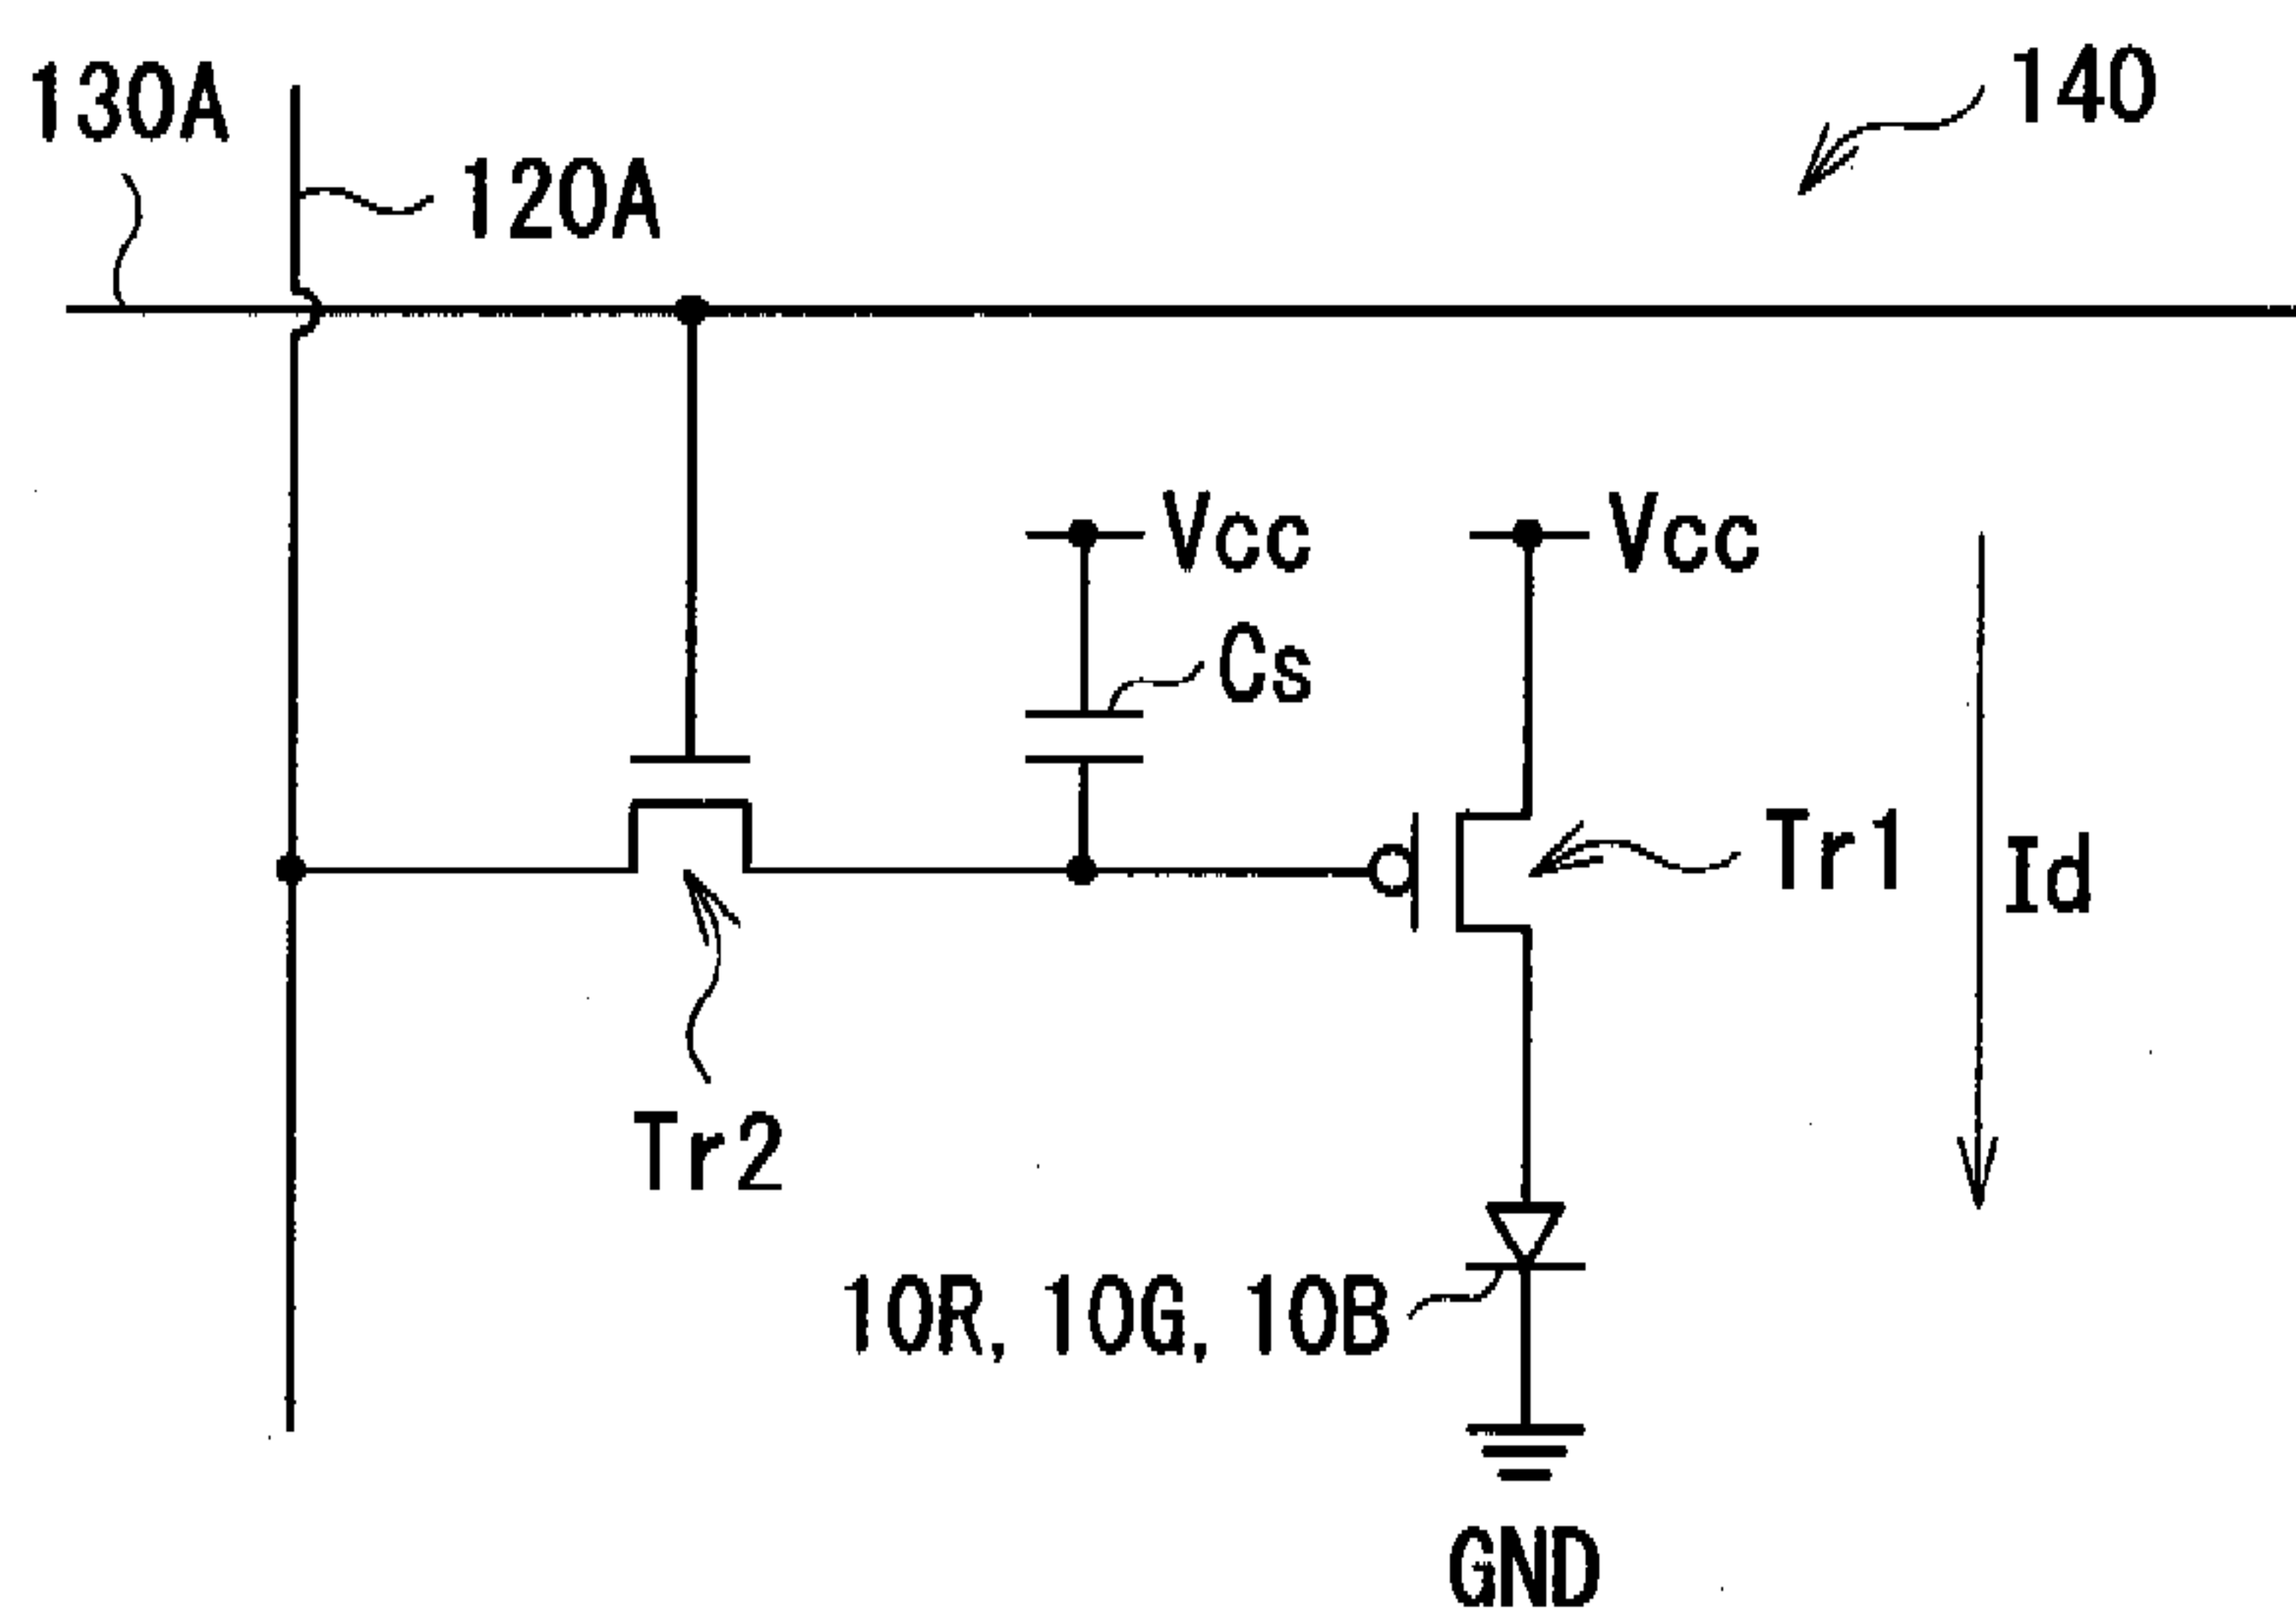 130A
140
120A
Vcc
Vcc
Cs
Tr1
Id
Tr2
10R, 10G, 10B
GND